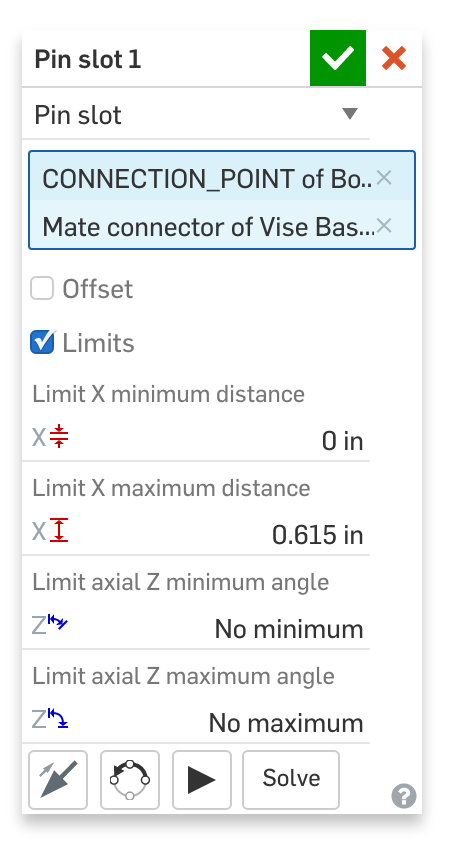 Pin slot 1
Pin slot
CONNECTION_POINT of Bo..
Mate connector of Vise Bas...
Offset
Limits
Limit X minimum distance
X
0 in
Limit X maximum distance
X
0.615 in
Limit axial Z minimum angle
Z
No minimum
Limit axial Z maximum angle
Z
No maximum
Solve
?